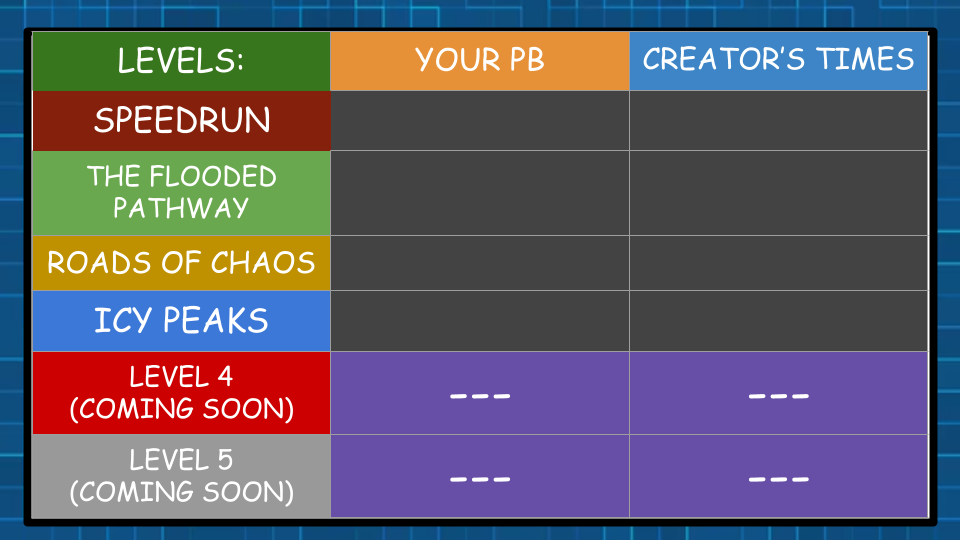 LEVELS:
YOUR PB
CREATOR'S TIMES
SPEEDRUN
THE FLOODED
PATHWAY
ROADS OF CHAOS
ICY PEAKS
LEVEL 4
(COMING SOON)
---
---
LEVEL 5
(COMING SOON)
---
---